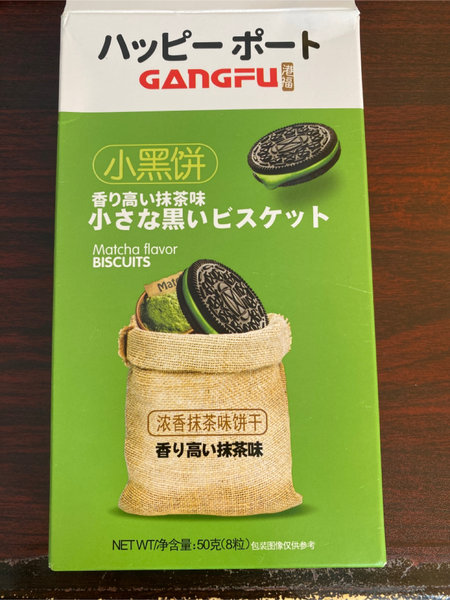 ハッピー ポート
GANGFU 港福
小黑饼
香り高い抹茶味
小さな黒いビスケット
Matcha flavor
BISCUITS
浓香抹茶味饼干
香り高い抹茶味
NET WT/净含量:50克(8粒) 包装图像仅供参考